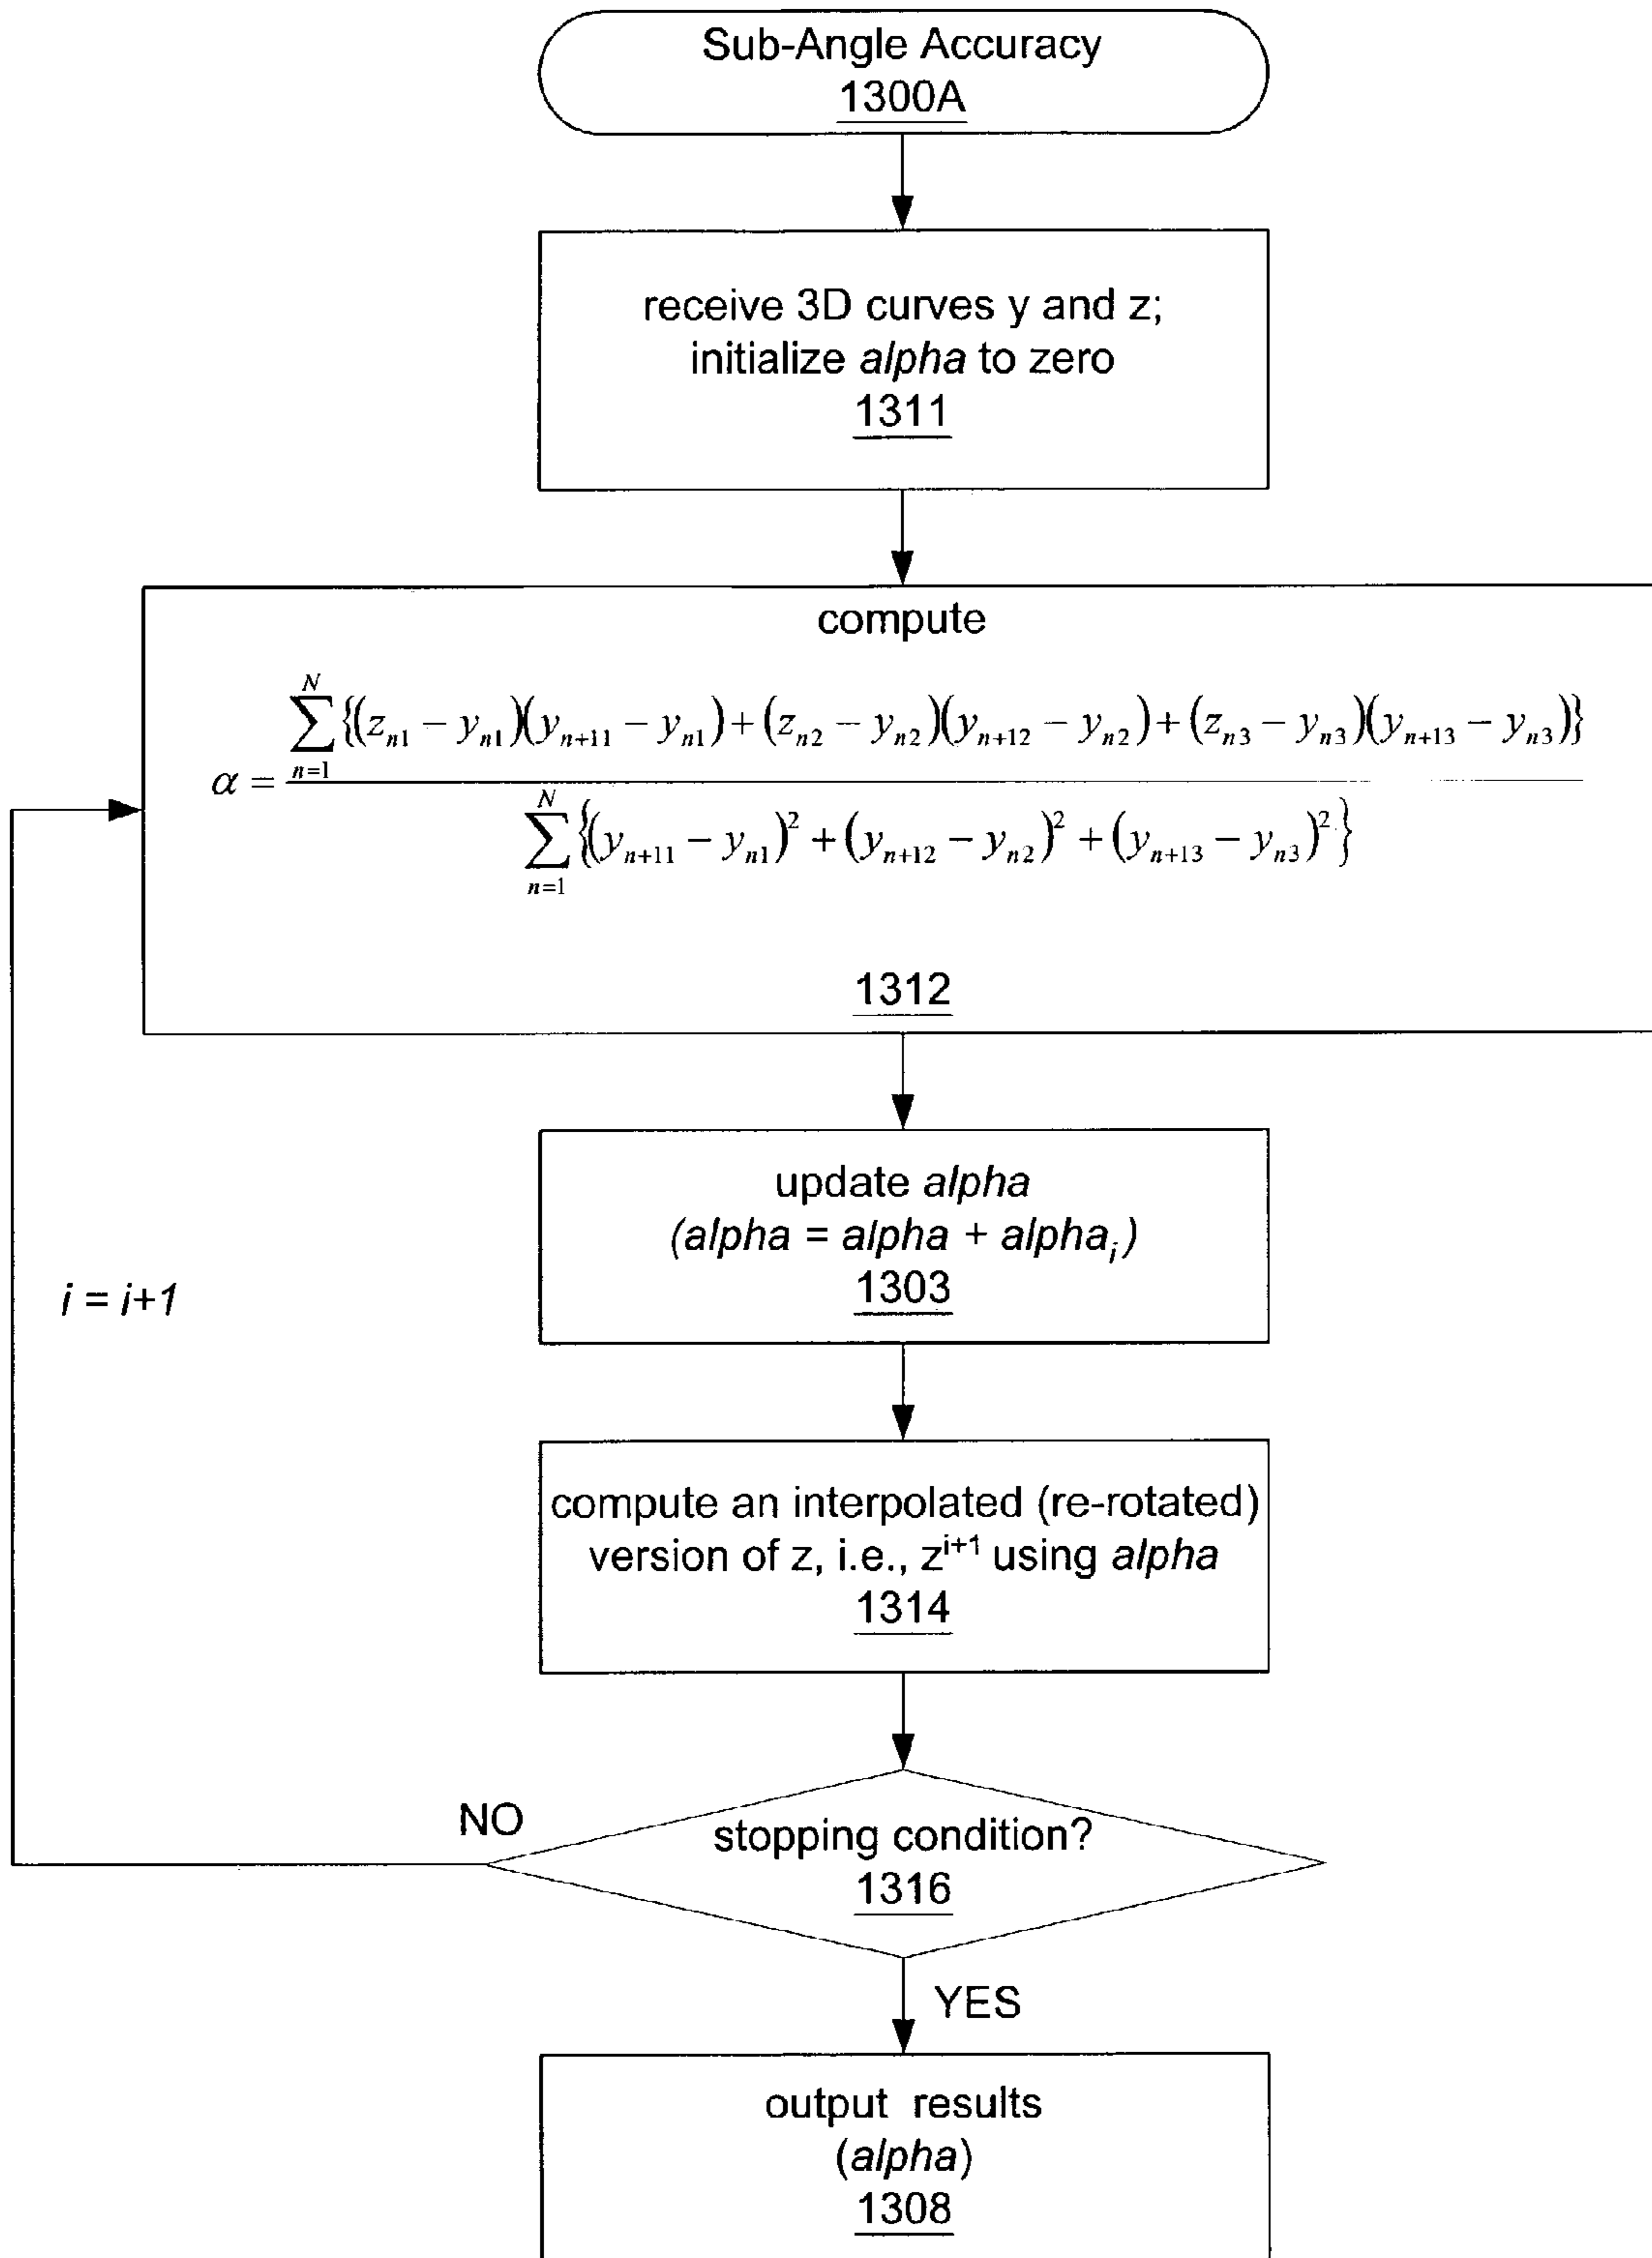 Sub-Angle Accuracy
1300A
receive 3D curves y and z;
initialize alpha to zero
1311
compute
α = \frac{\sum_{n=1}^{N} \{(z_{n1} - y_{n1})(y_{n+11} - y_{n1}) + (z_{n2} - y_{n2})(y_{n+12} - y_{n2}) + (z_{n3} - y_{n3})(y_{n+13} - y_{n3})\}}{\sum_{n=1}^{N} \{(y_{n+11} - y_{n1})^2 + (y_{n+12} - y_{n2})^2 + (y_{n+13} - y_{n3})^2\}}
1312
update alpha
(alpha = alpha + alpha_i)
1303
i = i+1
compute an interpolated (re-rotated)
version of z, i.e., z^{i+1} using alpha
1314
NO
stopping condition?
1316
YES
output results
(alpha)
1308